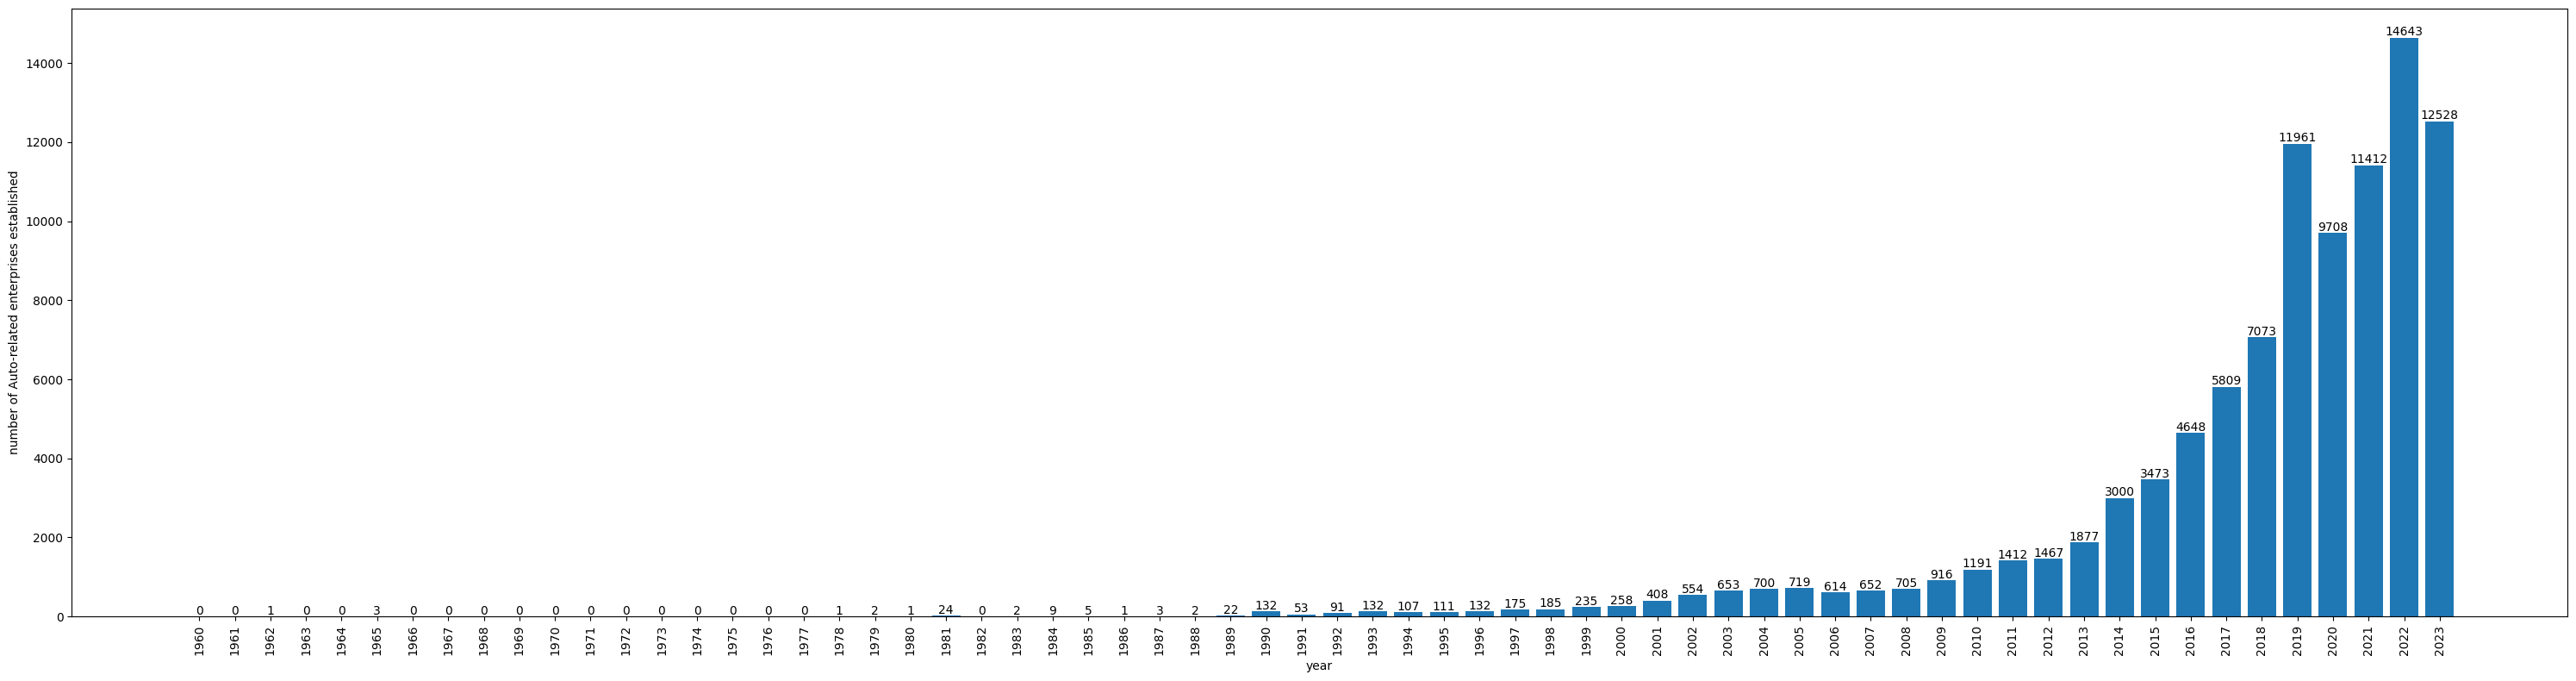 number of Auto-related enterprises established
14000
12000
10000
8000
6000
4000
2000
0
0 0 1 0 0 3 0 0 0 0 0 0 0 0 0 0 0 0 1 2 1 24 0 2 9 5 1 3 2 22 132 53 91 132 107 111 132 175 185 235 258 408 554 653 700 719 614 652 705 916 1191 1412 1467 1877 3000 3473 4648 5809 7073 11961 9708 11412 14643 12528
1960 1961 1962 1963 1964 1965 1966 1967 1968 1969 1970 1971 1972 1973 1974 1975 1976 1977 1978 1979 1980 1981 1982 1983 1984 1985 1986 1987 1988 1989 1990 1991 1992 1993 1994 1995 1996 1997 1998 1999 2000 2001 2002 2003 2004 2005 2006 2007 2008 2009 2010 2011 2012 2013 2014 2015 2016 2017 2018 2019 2020 2021 2022 2023
year